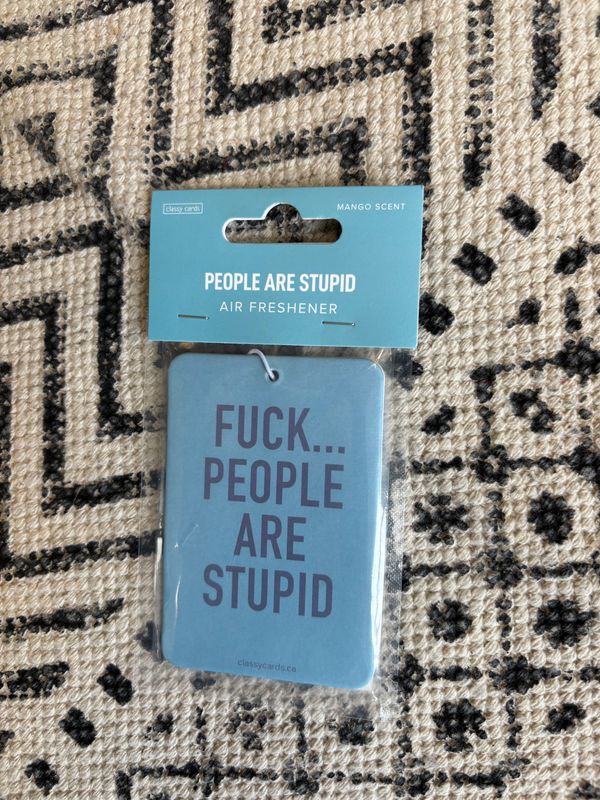 classy cards
MANGO SCENT
PEOPLE ARE STUPID
AIR FRESHENER
FUCK...
PEOPLE
ARE
STUPID
classycards.ca